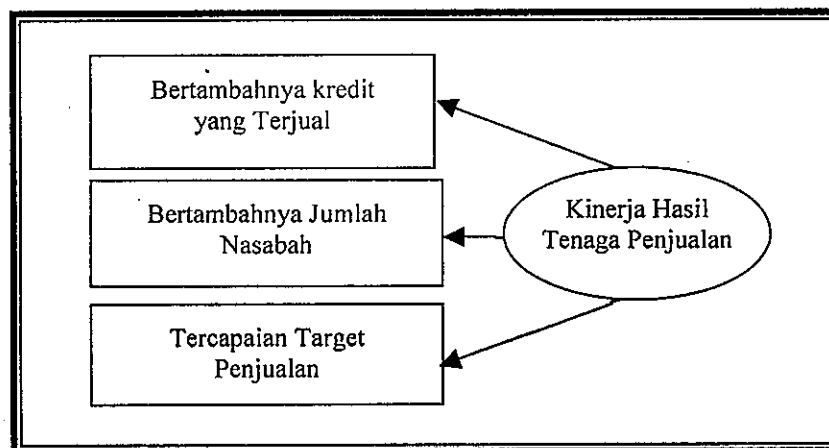 Bertambahnya kredit
yang Terjual
Bertambahnya Jumlah
Nasabah
Tercapaian Target
Penjualan
Kinerja Hasil
Tenaga Penjualan